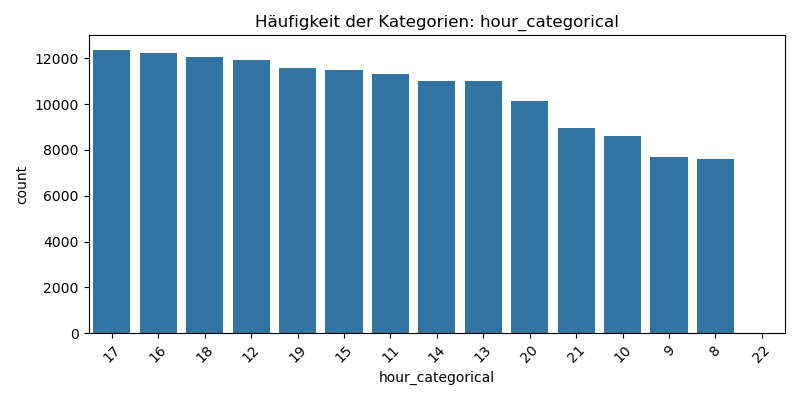 Häufigkeit der Kategorien: hour_categorical
12000
10000
8000
6000
4000
2000
0
count
17 16 18 12 19 15 11 14 13 20 21 10 9 8 22
hour_categorical